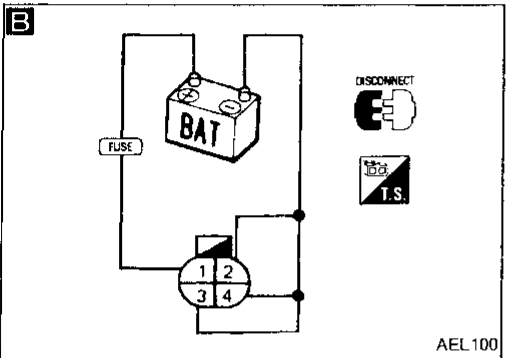 B
DISCONNECT
+ −
BAT
FUSE
T.S.
1 2
3 4
AEL100